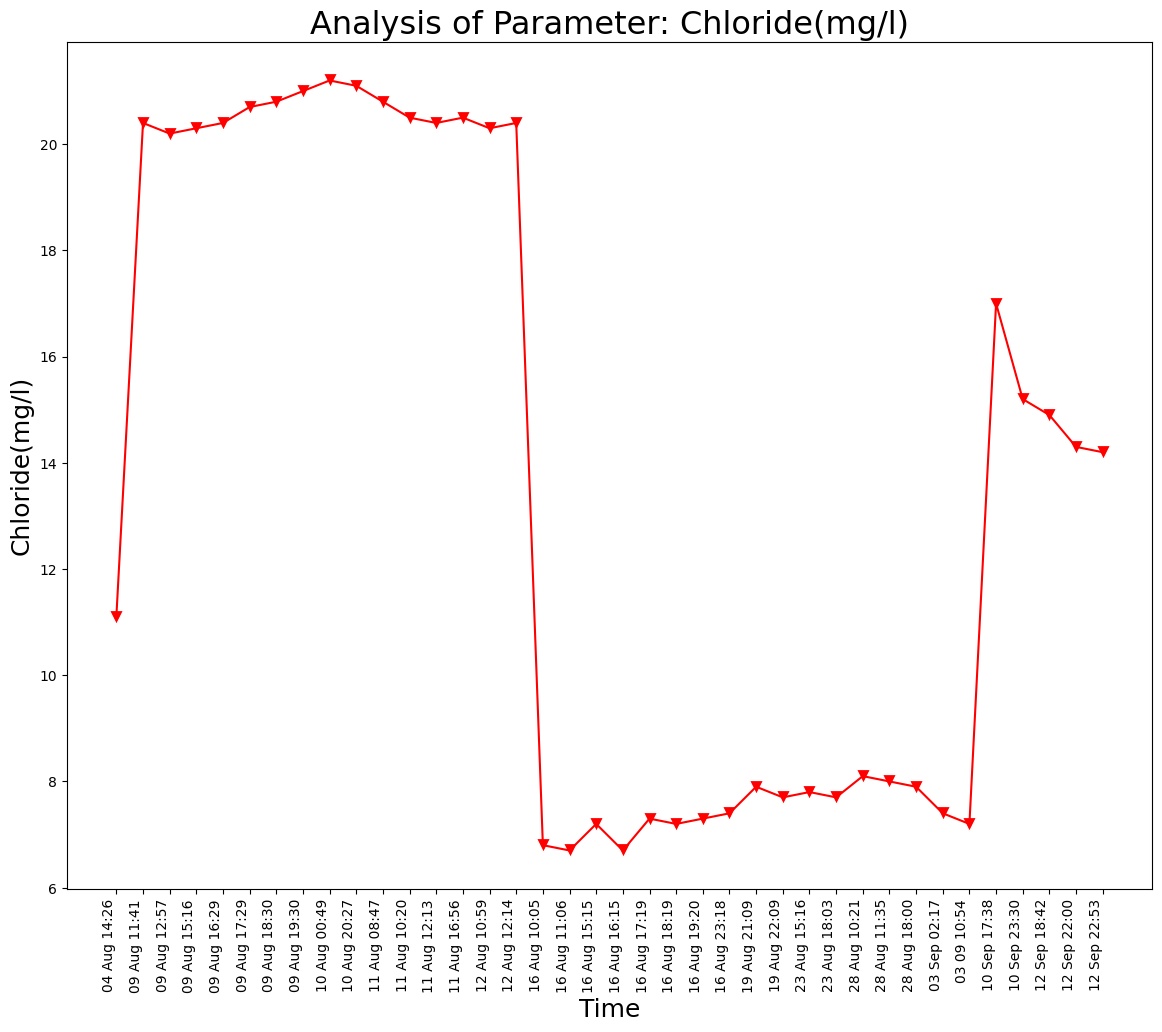 Analysis of Parameter: Chloride(mg/l)
Chloride(mg/l)
20
18
16
14
12
10
8
6
04 Aug 14:26
09 Aug 11:41
09 Aug 12:57
09 Aug 15:16
09 Aug 16:29
09 Aug 17:29
09 Aug 18:30
09 Aug 19:30
10 Aug 00:49
10 Aug 20:27
11 Aug 08:47
11 Aug 10:20
11 Aug 12:13
11 Aug 16:56
12 Aug 10:59
12 Aug 12:14
16 Aug 10:05
16 Aug 11:06
16 Aug 15:15
16 Aug 16:15
16 Aug 17:19
16 Aug 18:19
16 Aug 19:20
16 Aug 23:18
19 Aug 21:09
19 Aug 22:09
23 Aug 15:16
23 Aug 18:03
28 Aug 10:21
28 Aug 11:35
28 Aug 18:00
03 Sep 02:17
03 09 10:54
10 Sep 17:38
10 Sep 23:30
12 Sep 18:42
12 Sep 22:00
12 Sep 22:53
Time